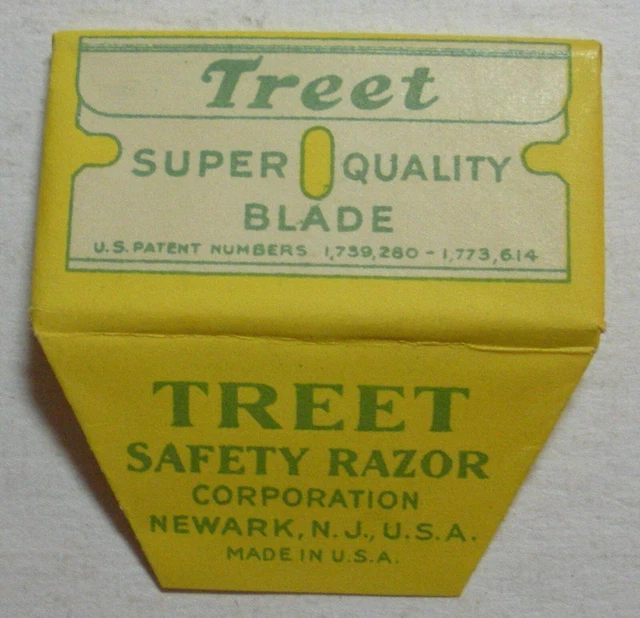 Treet
SUPER QUALITY
BLADE
U.S. PATENT NUMBERS 1,739,280 - 1,773,614
TREET
SAFETY RAZOR
CORPORATION
NEWARK, N. J., U.S.A.
MADE IN U.S.A.